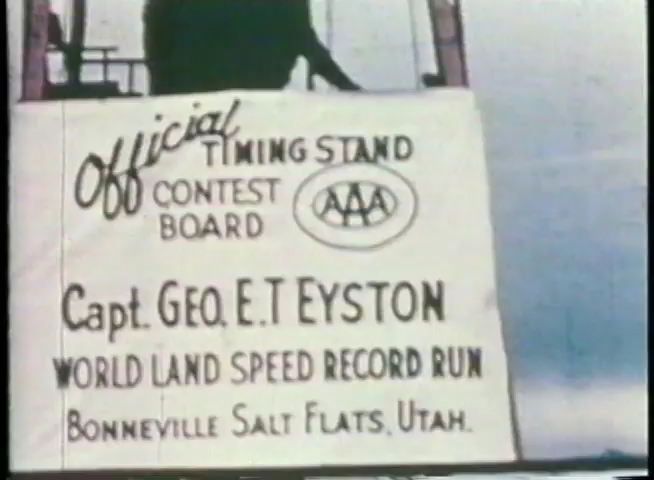 Official TIMING STAND
CONTEST BOARD
AAA
Capt. GEO. E.T EYSTON
WORLD LAND SPEED RECORD RUN
BONNEVILLE SALT FLATS, UTAH.